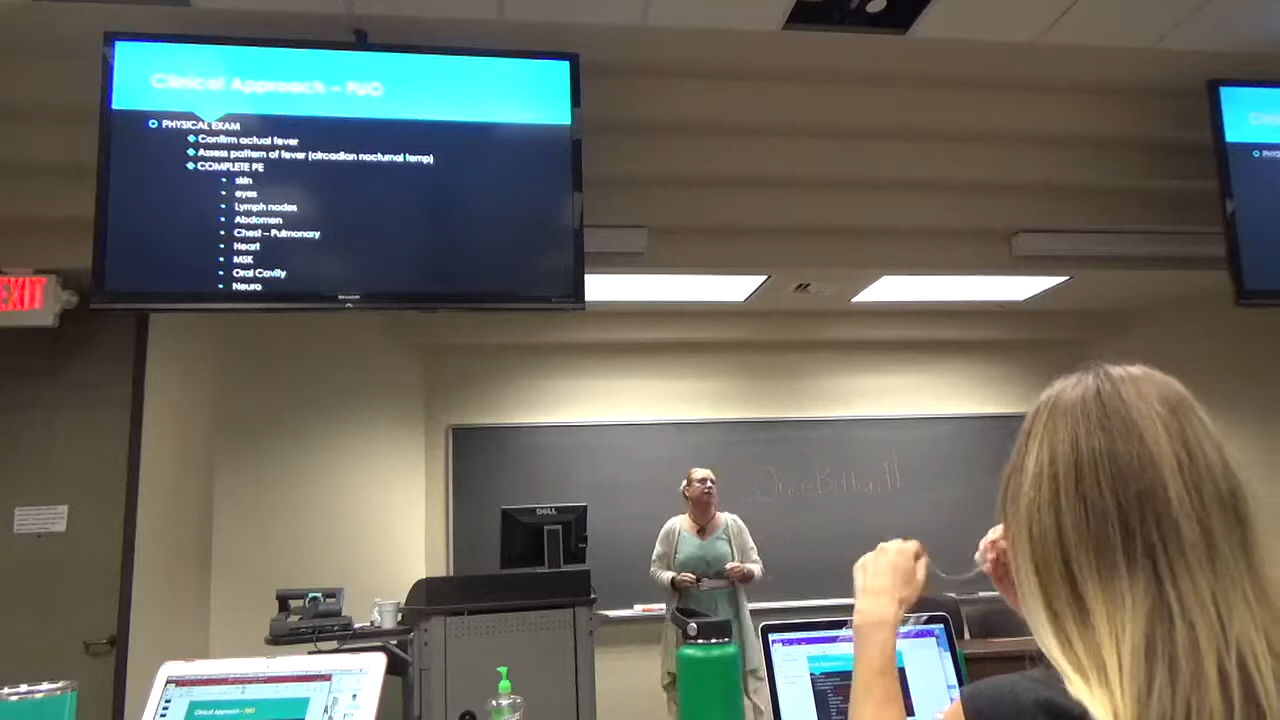 Clinical Approach – FUO
PHYSICAL EXAM
Confirm actual fever
Assess pattern of fever (circadian nocturnal temp)
COMPLETE PE
skin
eyes
Lymph nodes
Abdomen
Chest – Pulmonary
Heart
MSK
Oral Cavity
Neuro
SHARP
EXIT
DELL
Clinical Approach - FUO